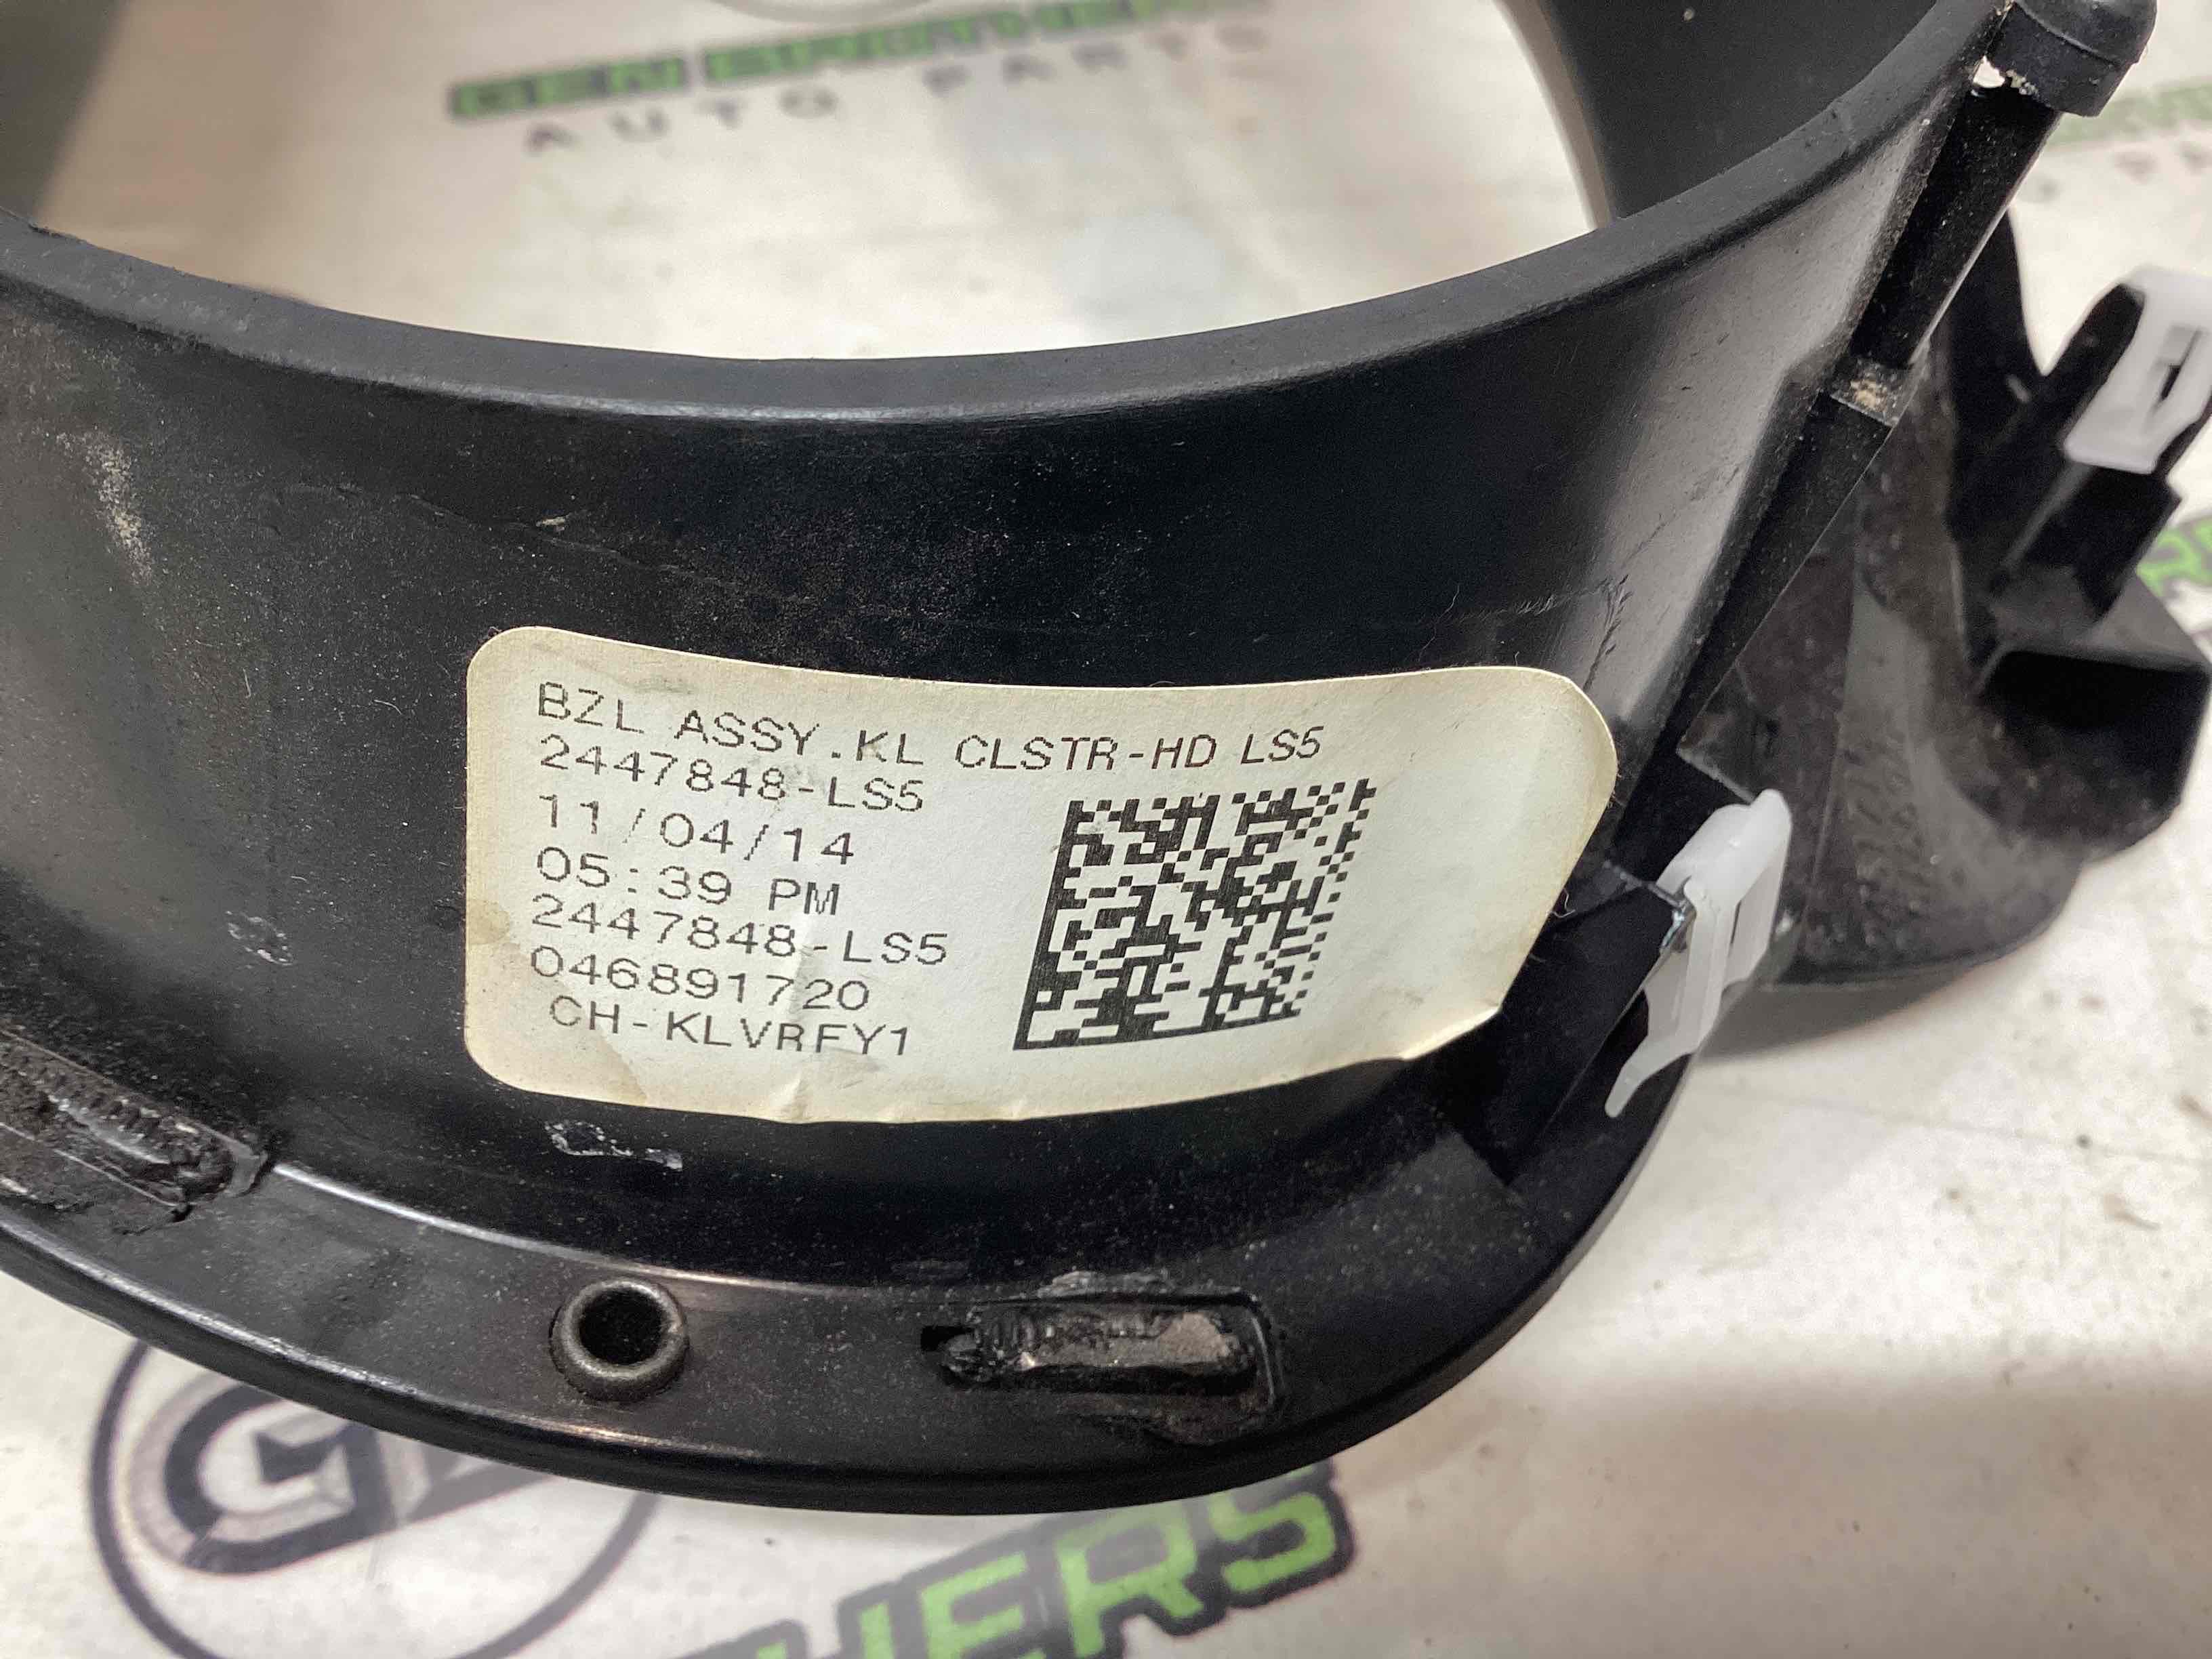 AUTO PARTS
BZL ASSY.KL CLSTR-HD LS5
2447848-LS5
11/04/14
05:39 PM
2447848-LS5
046891720
CH-KLVRFY1
HERS